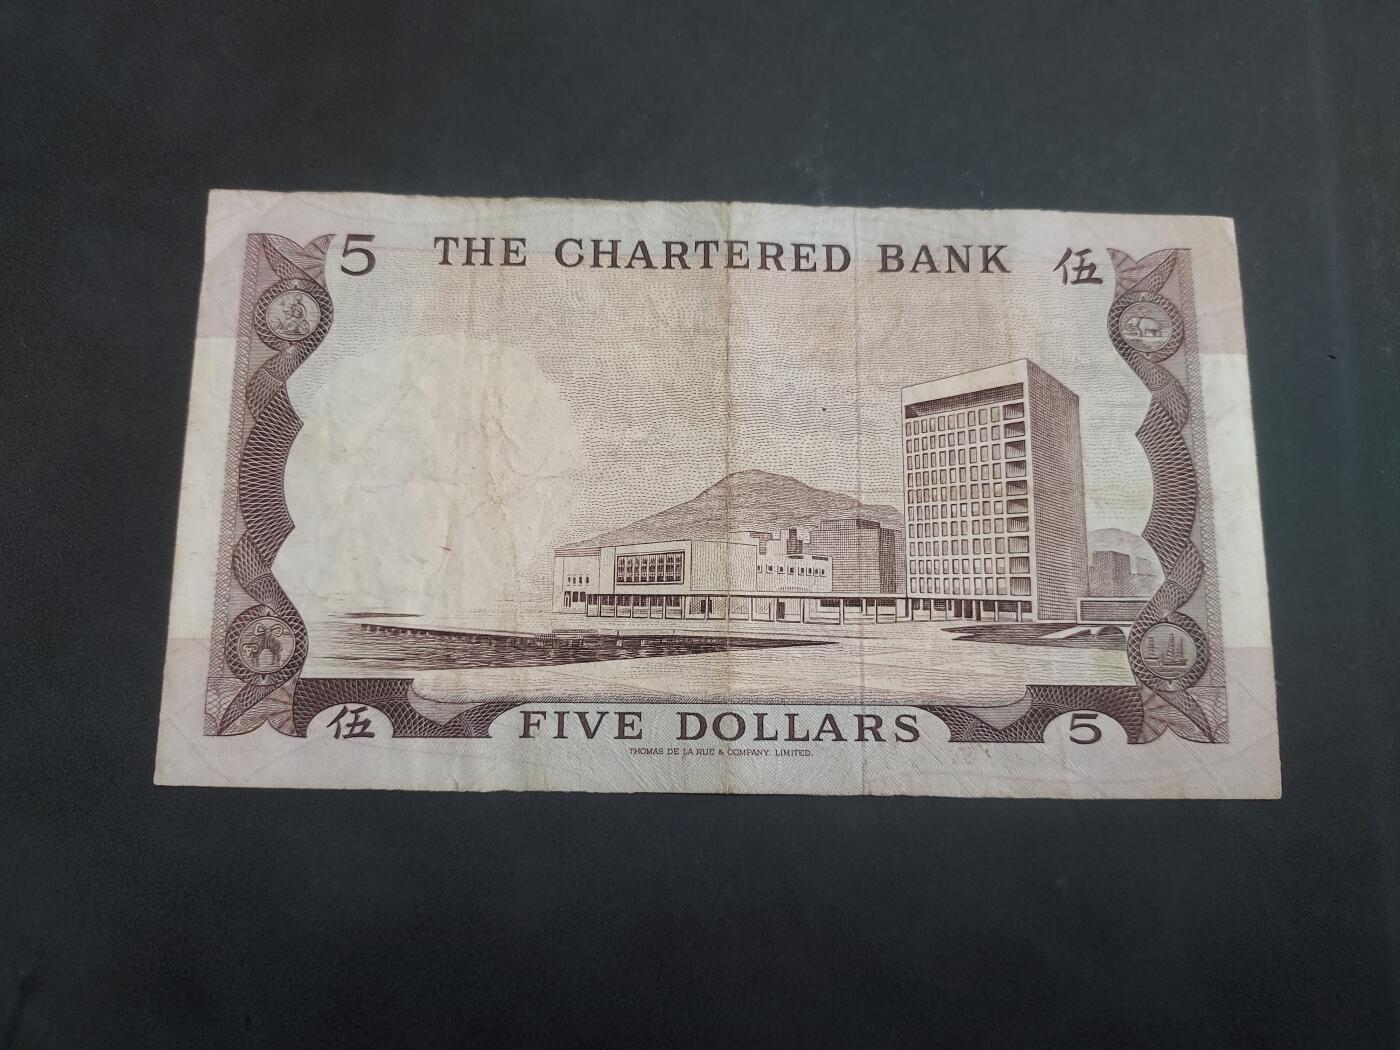 5 THE CHARTERED BANK 伍
伍 FIVE DOLLARS 5
THOMAS DE LA RUE & COMPANY, LIMITED.